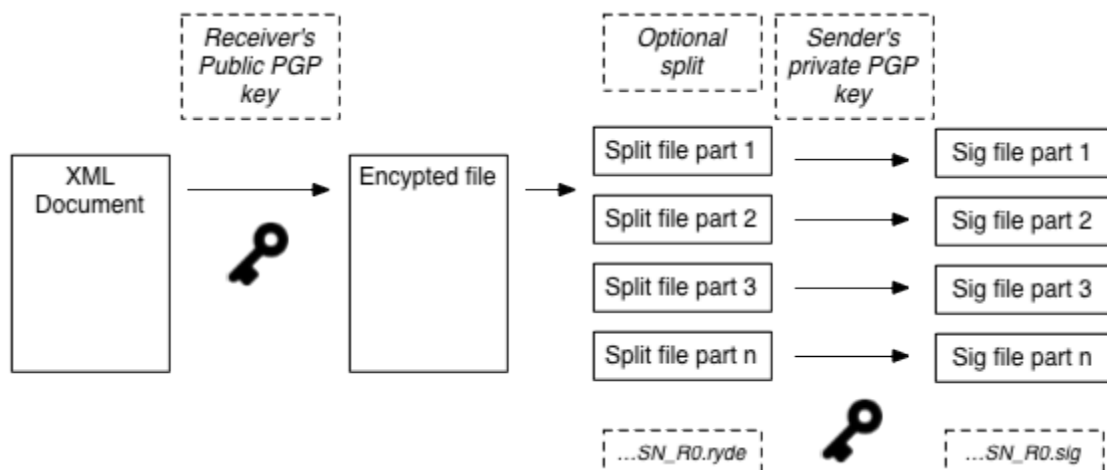 Receiver's
Public PGP
key
Optional
split
Sender's
private PGP
key
XML
Document
Encypted file
Split file part 1
Sig file part 1
Split file part 2
Sig file part 2
Split file part 3
Sig file part 3
Split file part n
Sig file part n
...SN_R0.ryde
...SN_R0.sig